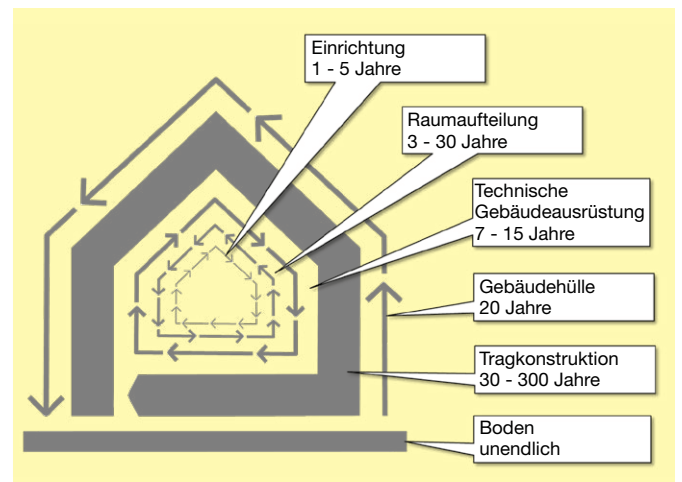 Einrichtung
1 - 5 Jahre
Raumaufteilung
3 - 30 Jahre
Technische
Gebäudeausrüstung
7 - 15 Jahre
Gebäudehülle
20 Jahre
Tragkonstruktion
30 - 300 Jahre
Boden
unendlich